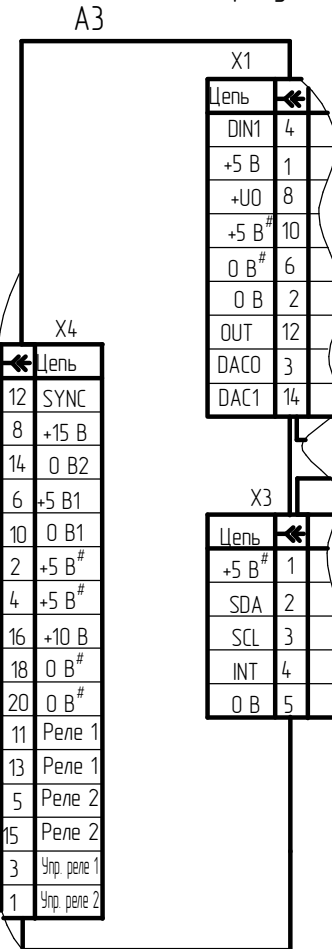 А3
X1
Цепь
DIN1 4
+5 В 1
+U0 8
+5 В# 10
0 В# 6
0 В 2
OUT 12
DAC0 3
DAC1 14
X4
Цепь
12 SYNC
8 +15 В
14 0 В2
6 +5 В1
10 0 В1
2 +5 В#
4 +5 В#
16 +10 В
18 0 В#
20 0 В#
11 Реле 1
13 Реле 1
5 Реле 2
15 Реле 2
3 Упр. реле 1
1 Упр. реле 2
X3
Цепь
+5 В# 1
SDA 2
SCL 3
INT 4
0 В 5